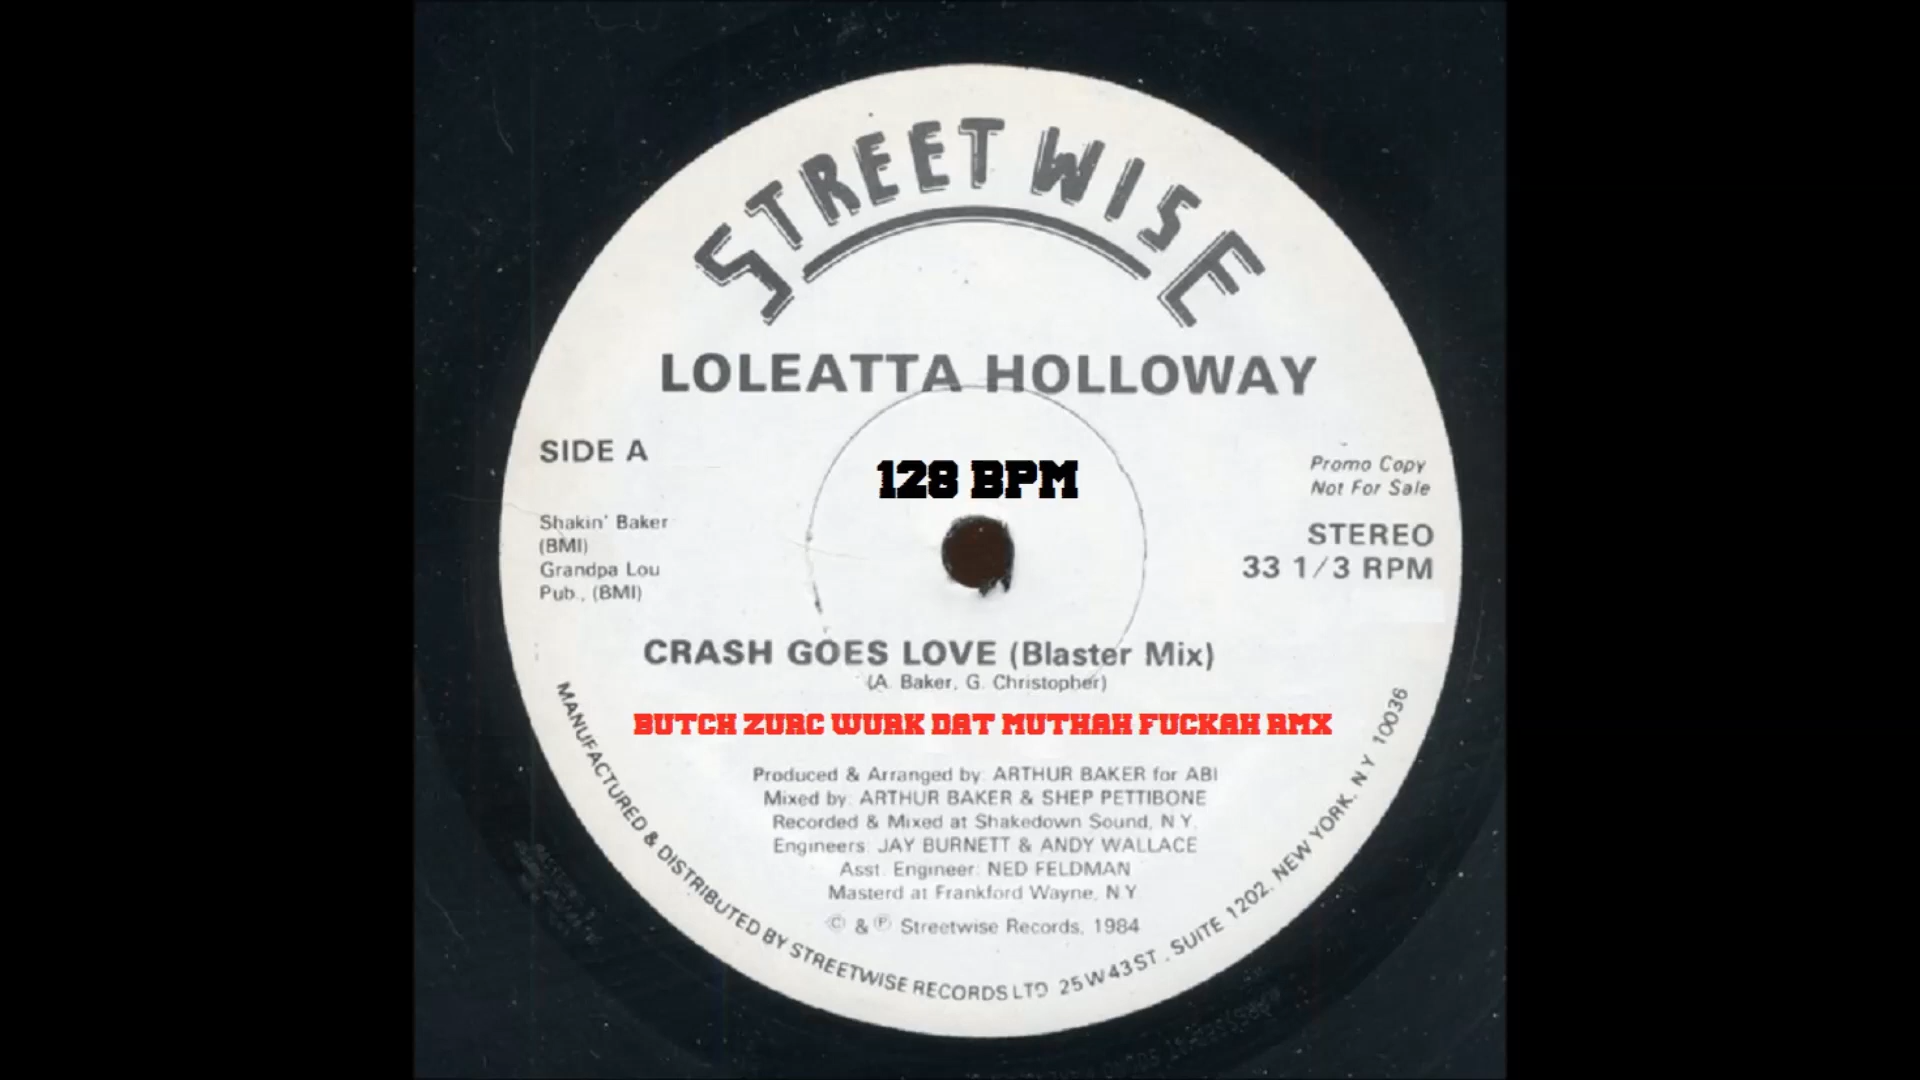 STREETWISE
LOLEATTA HOLLOWAY
SIDE A
128 BPM
Promo Copy
Not For Sale
Shakin' Baker
(BMI)
Grandpa Lou
Pub., (BMI)
STEREO
33 1/3 RPM
CRASH GOES LOVE (Blaster Mix)
(A. Baker, G. Christopher)
BUTCH ZURC WURK DAT MUTHAH FUCKAH RMX
Produced & Arranged by: ARTHUR BAKER for ABI
Mixed by: ARTHUR BAKER & SHEP PETTIBONE
Recorded & Mixed at Shakedown Sound, N.Y.
Engineers: JAY BURNETT & ANDY WALLACE
Asst. Engineer: NED FELDMAN
Masterd at Frankford Wayne, N.Y.
© & ℗ Streetwise Records, 1984
MANUFACTURED & DISTRIBUTED BY STREETWISE RECORDS LTD 25 W 43 ST., SUITE 1202, NEW YORK, N.Y. 10036